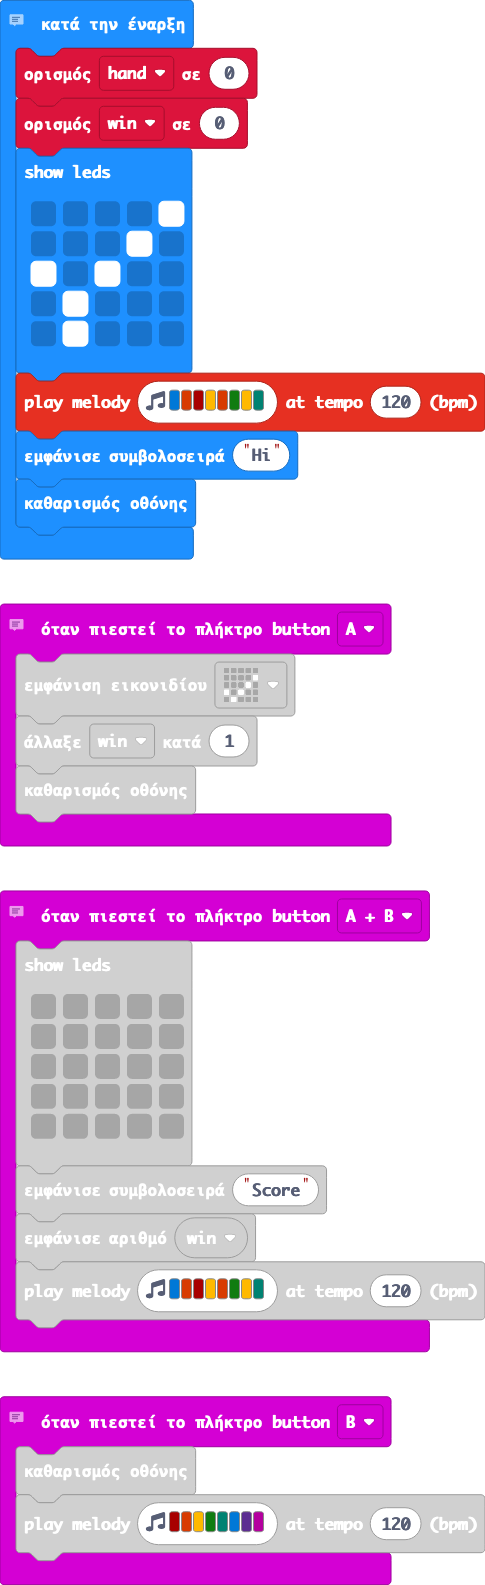 κατά την έναρξη
ορισμός hand σε 0
ορισμός win σε 0
show leds
play melody at tempo 120 (bpm)
εμφάνισε συμβολοσειρά "Hi"
καθαρισμός οθόνης
όταν πιεστεί το πλήκτρο button A
εμφάνιση εικονιδίου
άλλαξε win κατά 1
καθαρισμός οθόνης
όταν πιεστεί το πλήκτρο button A + B
show leds
εμφάνισε συμβολοσειρά "Score"
εμφάνισε αριθμό win
play melody at tempo 120 (bpm)
όταν πιεστεί το πλήκτρο button B
καθαρισμός οθόνης
play melody at tempo 120 (bpm)